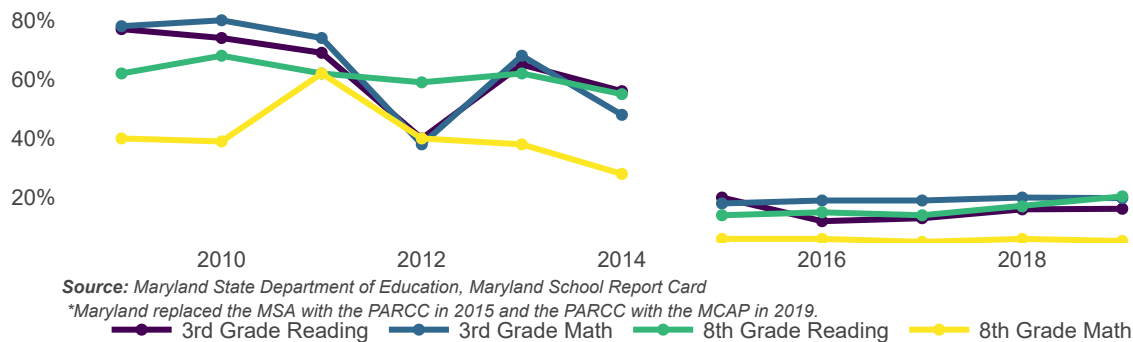 80%
60%
40%
20%
2010 2012 2014 2016 2018
Source: Maryland State Department of Education, Maryland School Report Card
*Maryland replaced the MSA with the PARCC in 2015 and the PARCC with the MCAP in 2019.
3rd Grade Reading 3rd Grade Math 8th Grade Reading 8th Grade Math